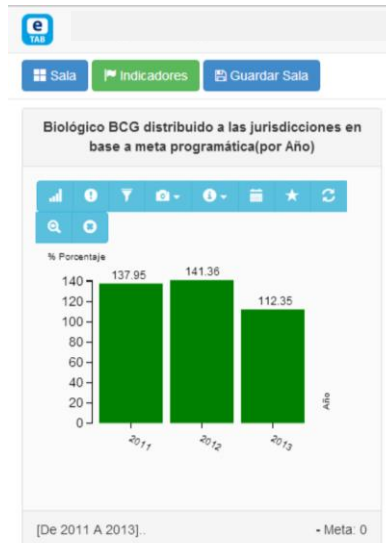 e
TAB
Sala
Indicadores
Guardar Sala
Biológico BCG distribuido a las jurisdicciones en
base a meta programática(por Año)
% Porcentaje
137.95
141.36
112.35
140
120
100
80
60
40
20
0
2011
2012
2013
Año
[De 2011 A 2013]..
- Meta: 0